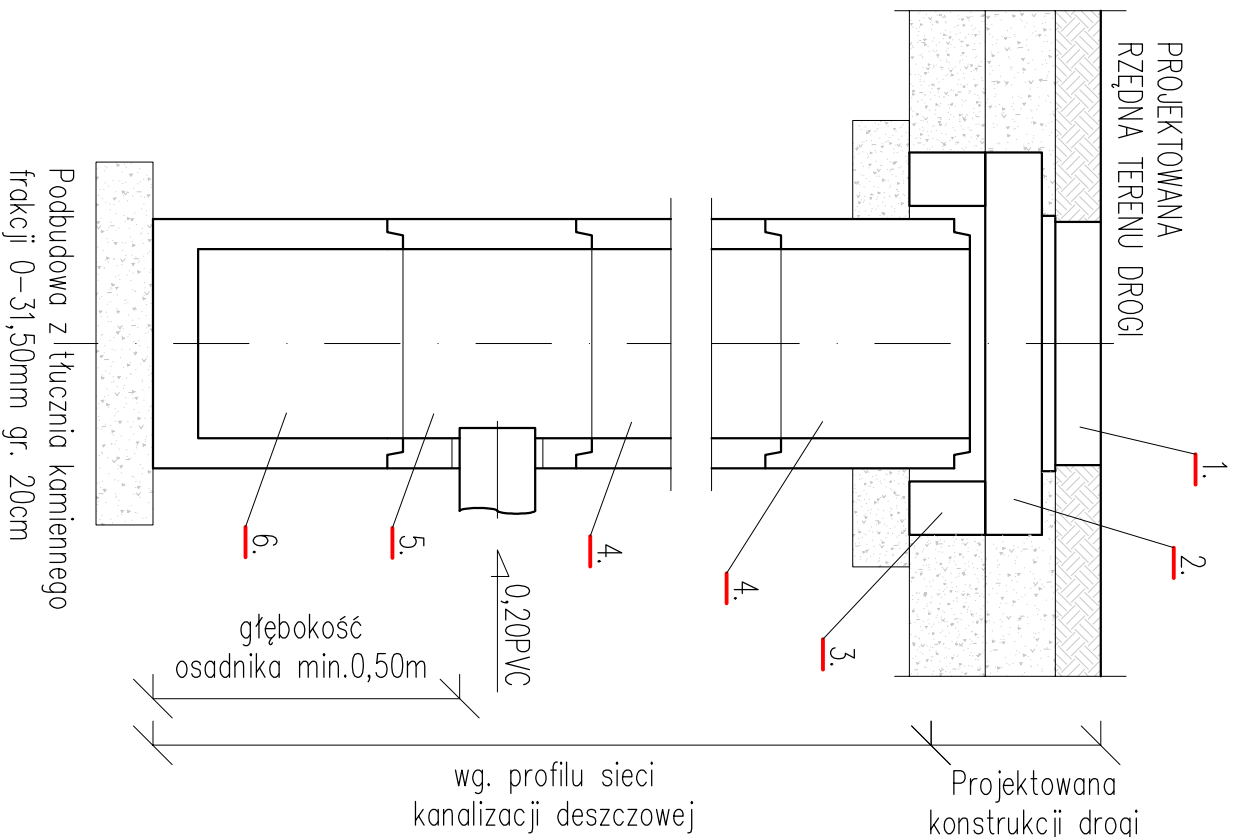 PROJEKTOWANA
RZĘDNA TERENU DROGI
1.
2.
3.
4.
4.
5.
6.
0,20PVC
Podbudowa z tłucznia kamiennego
frakcji 0-31,50mm gr. 20cm
głębokość
osadnika min.0,50m
wg. profilu sieci
kanalizacji deszczowej
Projektowana
konstrukcji drogi